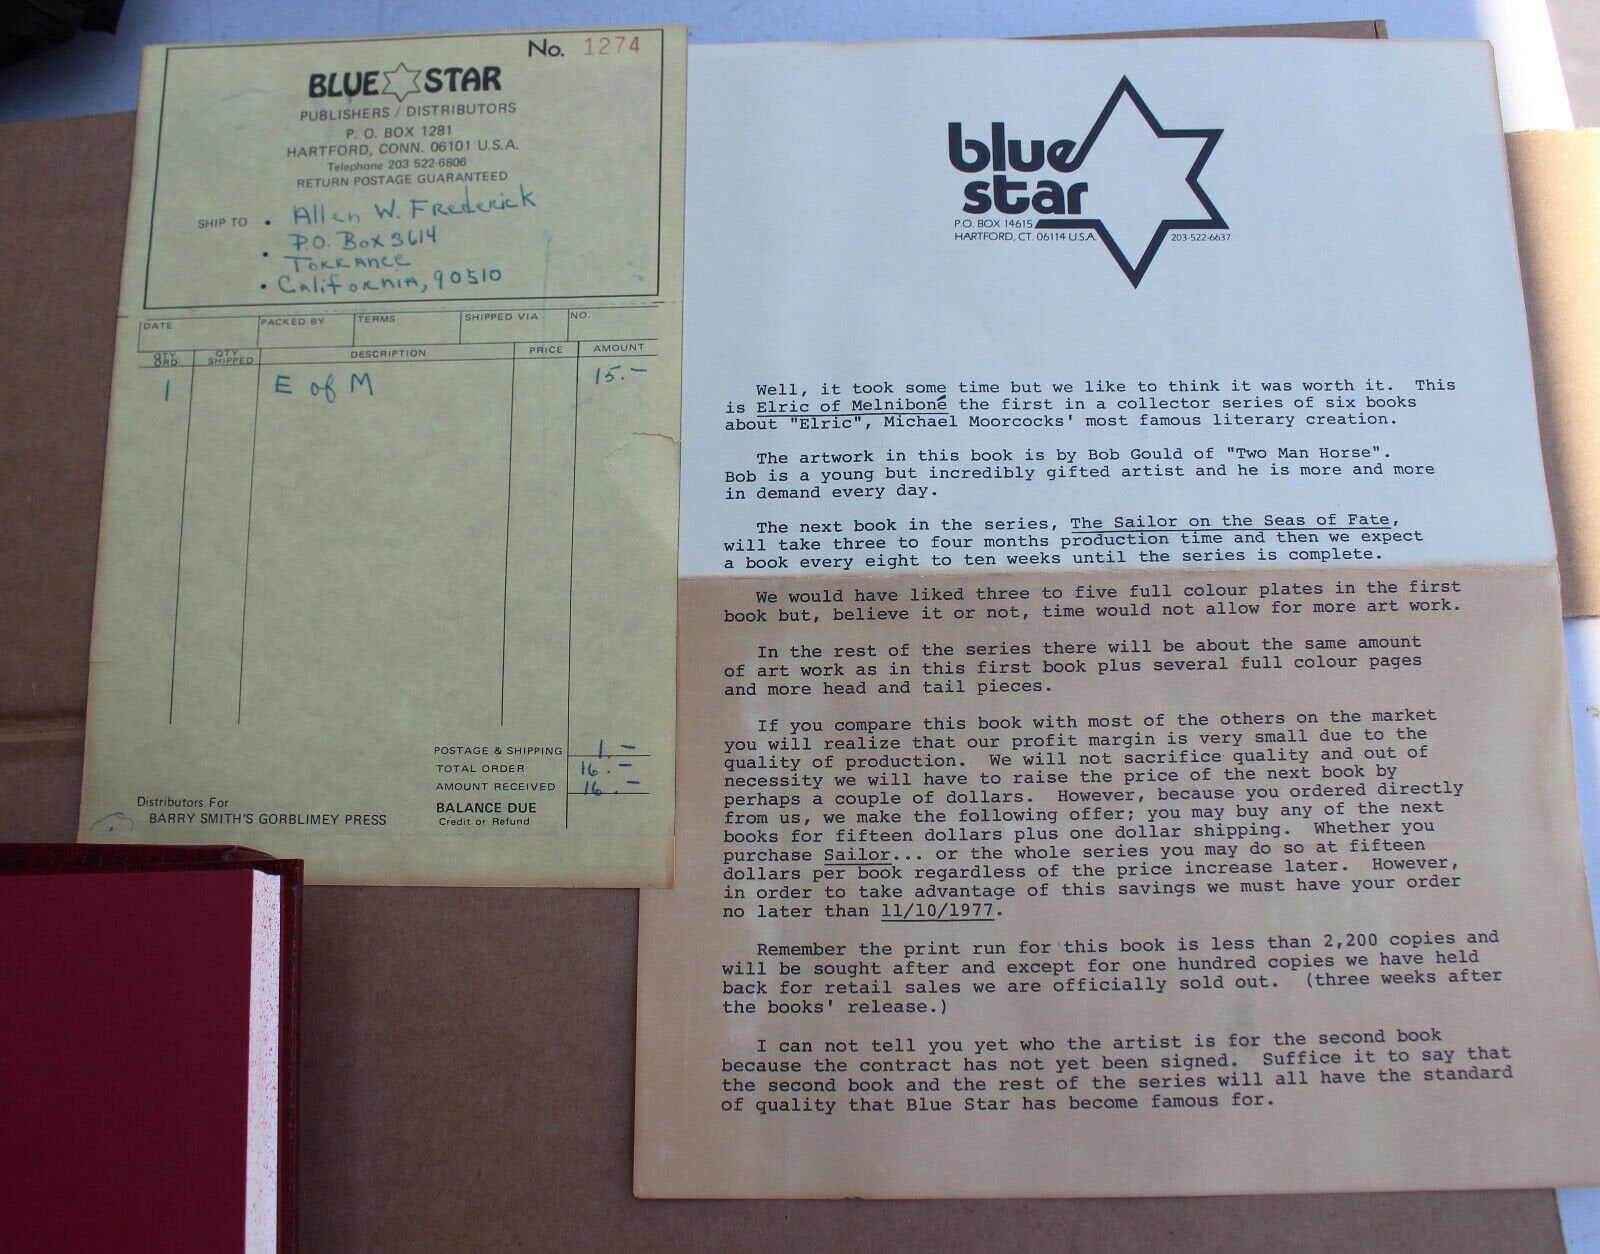 No. 1274
BLUE STAR
PUBLISHERS / DISTRIBUTORS
P. O. BOX 1281
HARTFORD, CONN. 06101 U.S.A.
Telephone 203 522-6806
RETURN POSTAGE GUARANTEED
SHIP TO • Allen W. Frederick
• P.O. Box 3614
Torrance
• California, 90510
DATE PACKED BY TERMS SHIPPED VIA NO.
QTY. ORD. QTY. SHIPPED DESCRIPTION PRICE AMOUNT
1 E of M 15.-
POSTAGE & SHIPPING 1.-
TOTAL ORDER 16.-
AMOUNT RECEIVED 16.-
BALANCE DUE
Credit or Refund
Distributors For
BARRY SMITH'S GORBLIMEY PRESS
blue
star
P.O. BOX 14615
HARTFORD, CT. 06114 U.S.A. 203-522-6637
Well, it took some time but we like to think it was worth it. This
is Elric of Melniboné the first in a collector series of six books
about "Elric", Michael Moorcocks' most famous literary creation.
The artwork in this book is by Bob Gould of "Two Man Horse".
Bob is a young but incredibly gifted artist and he is more and more
in demand every day.
The next book in the series, The Sailor on the Seas of Fate,
will take three to four months production time and then we expect
a book every eight to ten weeks until the series is complete.
We would have liked three to five full colour plates in the first
book but, believe it or not, time would not allow for more art work.
In the rest of the series there will be about the same amount
of art work as in this first book plus several full colour pages
and more head and tail pieces.
If you compare this book with most of the others on the market
you will realize that our profit margin is very small due to the
quality of production. We will not sacrifice quality and out of
necessity we will have to raise the price of the next book by
perhaps a couple of dollars. However, because you ordered directly
from us, we make the following offer; you may buy any of the next
books for fifteen dollars plus one dollar shipping. Whether you
purchase Sailor... or the whole series you may do so at fifteen
dollars per book regardless of the price increase later. However,
in order to take advantage of this savings we must have your order
no later than 11/10/1977.
Remember the print run for this book is less than 2,200 copies and
will be sought after and except for one hundred copies we have held
back for retail sales we are officially sold out. (three weeks after
the books' release.)
I can not tell you yet who the artist is for the second book
because the contract has not yet been signed. Suffice it to say that
the second book and the rest of the series will all have the standard
of quality that Blue Star has become famous for.